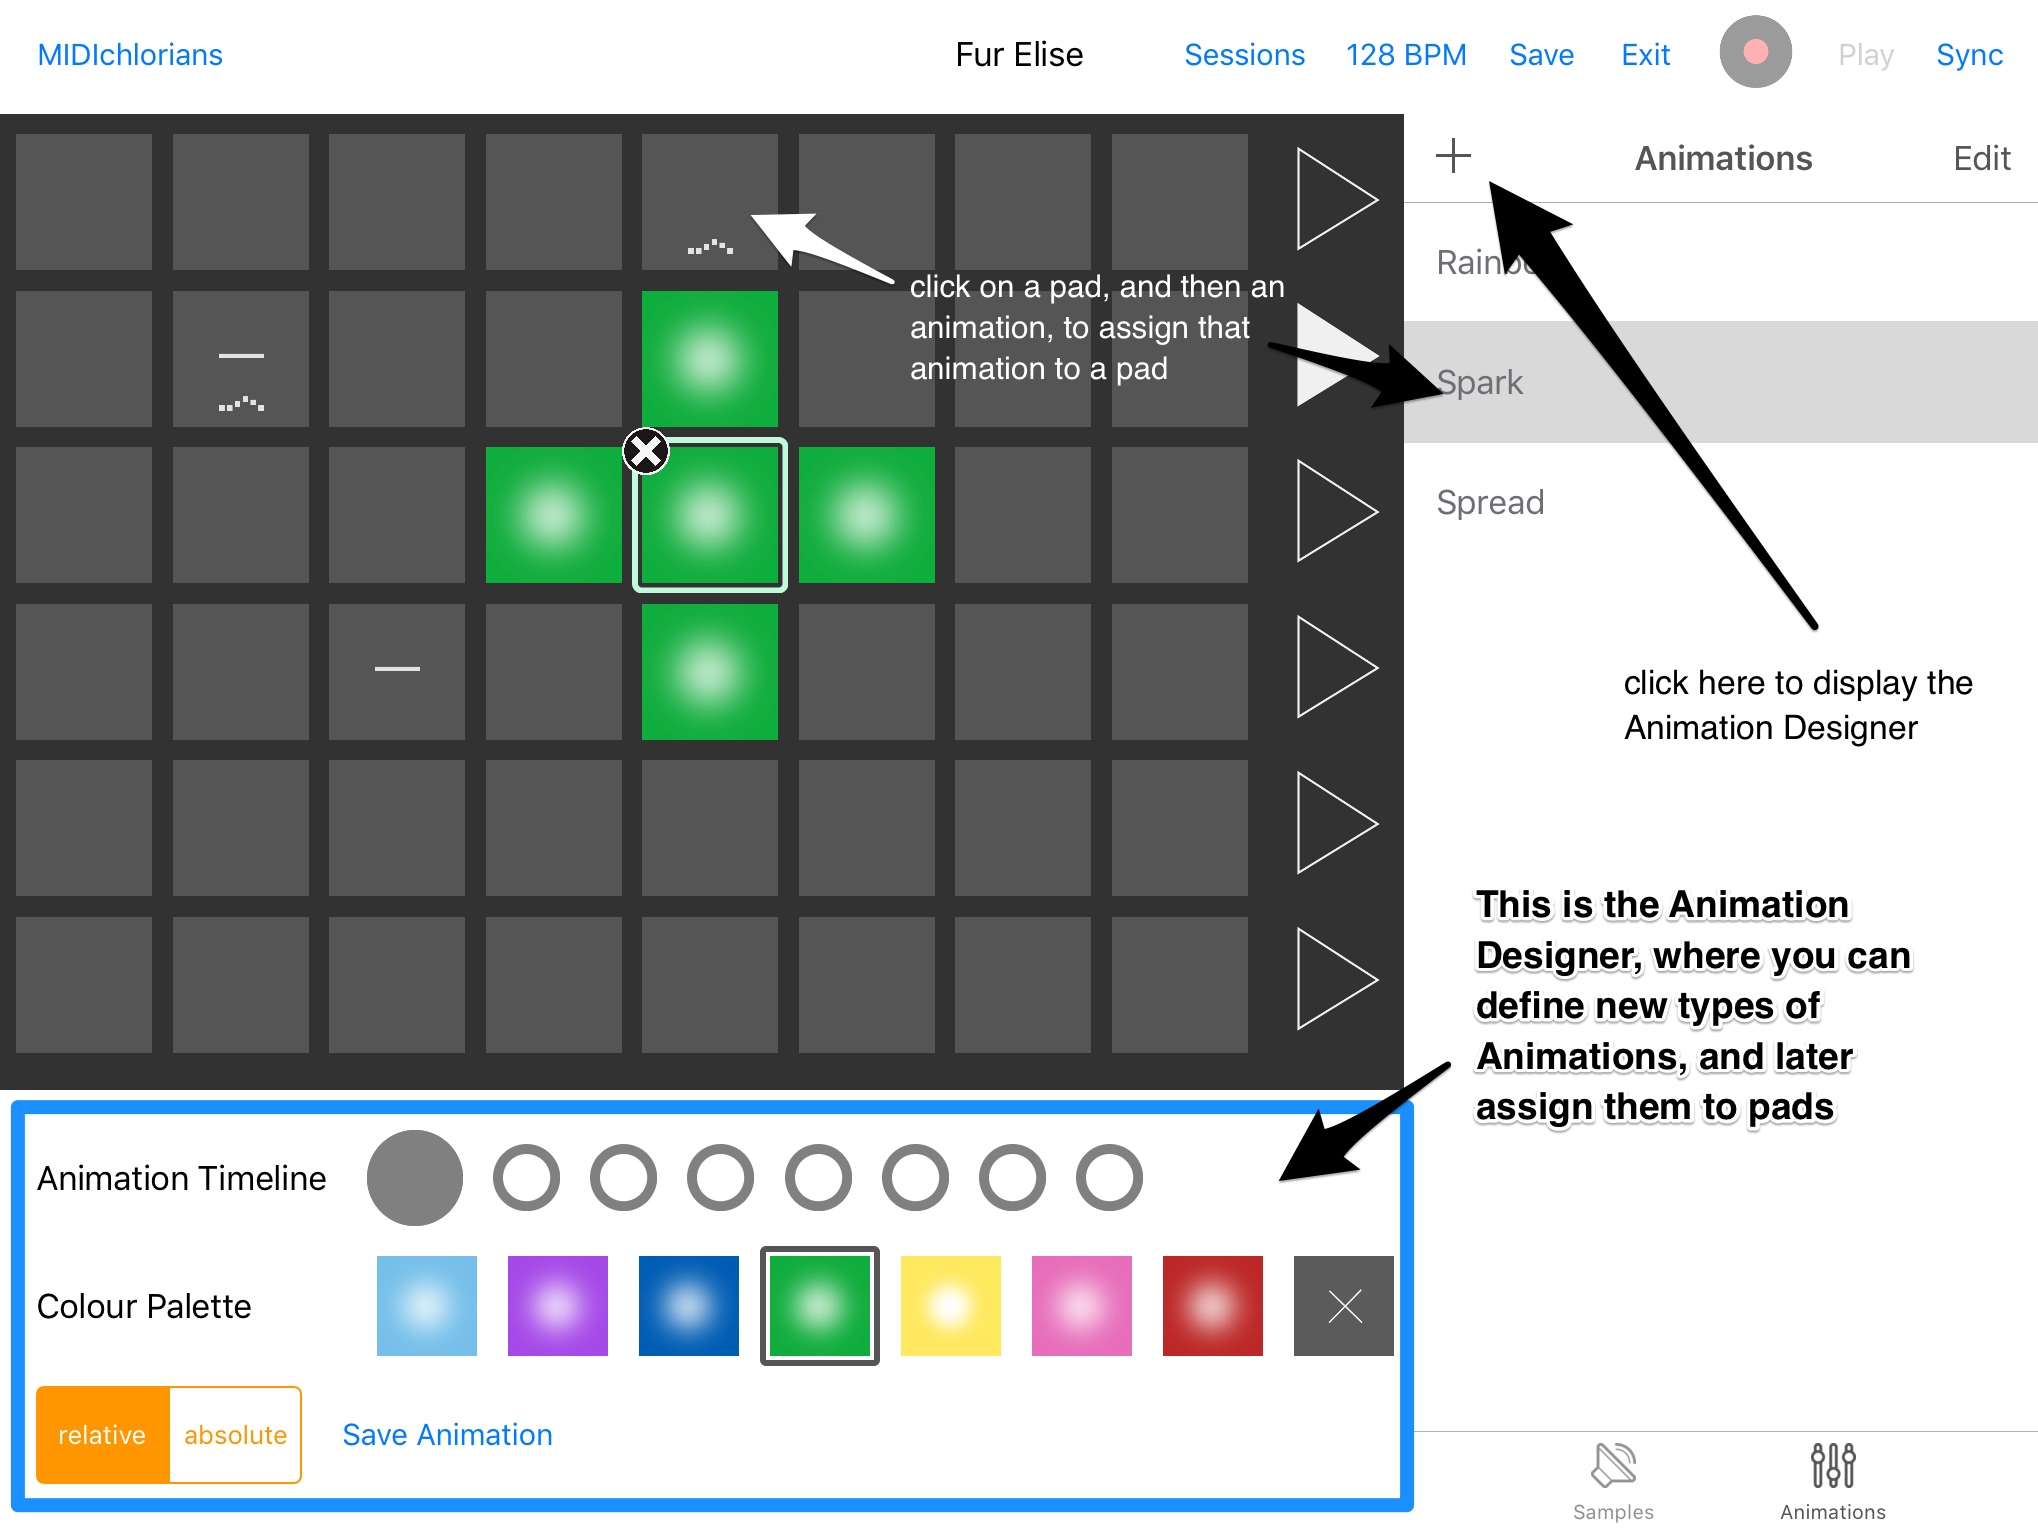 MIDIchlorians
Fur Elise
Sessions
128 BPM
Save
Exit
Play
Sync
Animations
Edit
Spark
Spread
click on a pad, and then an
animation, to assign that
animation to a pad
click here to display the
Animation Designer
This is the Animation
Designer, where you can
define new types of
Animations, and later
assign them to pads
Animation Timeline
Colour Palette
relative
absolute
Save Animation
Samples
Animations